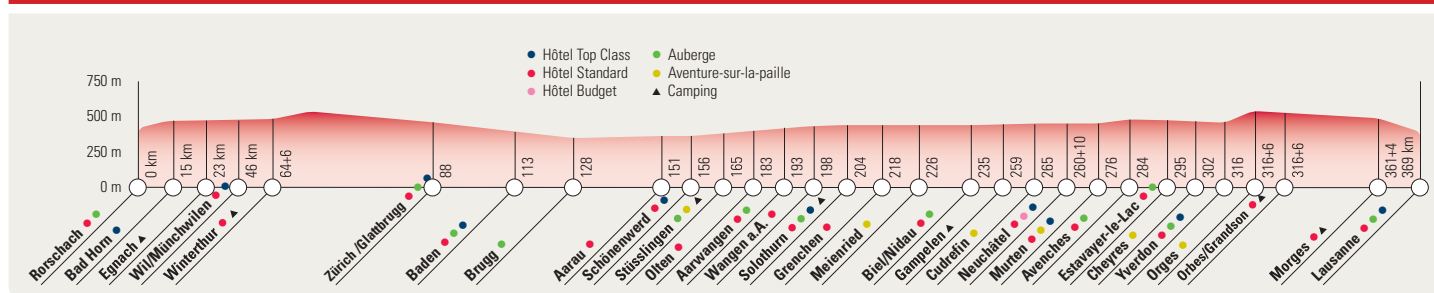 Hôtel Top Class
Auberge
Hôtel Standard
Aventure-sur-la-paille
Hôtel Budget
Camping
750 m
500 m
250 m
0 m
0 km
15 km
23 km
46 km
64+6
88
113
128
151
156
165
183
193
198
204
218
226
235
259
265
260+10
276
284
295
302
316
316+6
316+6
361+4
369 km
Rorschach
Bad Horn
Egnach
Wil/Münchwilen
Winterthur
Zürich /Glattbrugg
Baden
Brugg
Aarau
Schönenwerd
Stüsslingen
Olten
Aarwangen
Wangen a.A.
Solothurn
Grenchen
Meienried
Biel/Nidau
Gampelen
Cudrefin
Neuchâtel
Murten
Avenches
Estavayer-le-Lac
Cheyres
Yverdon
Orges
Orbes/Grandson
Morges
Lausanne